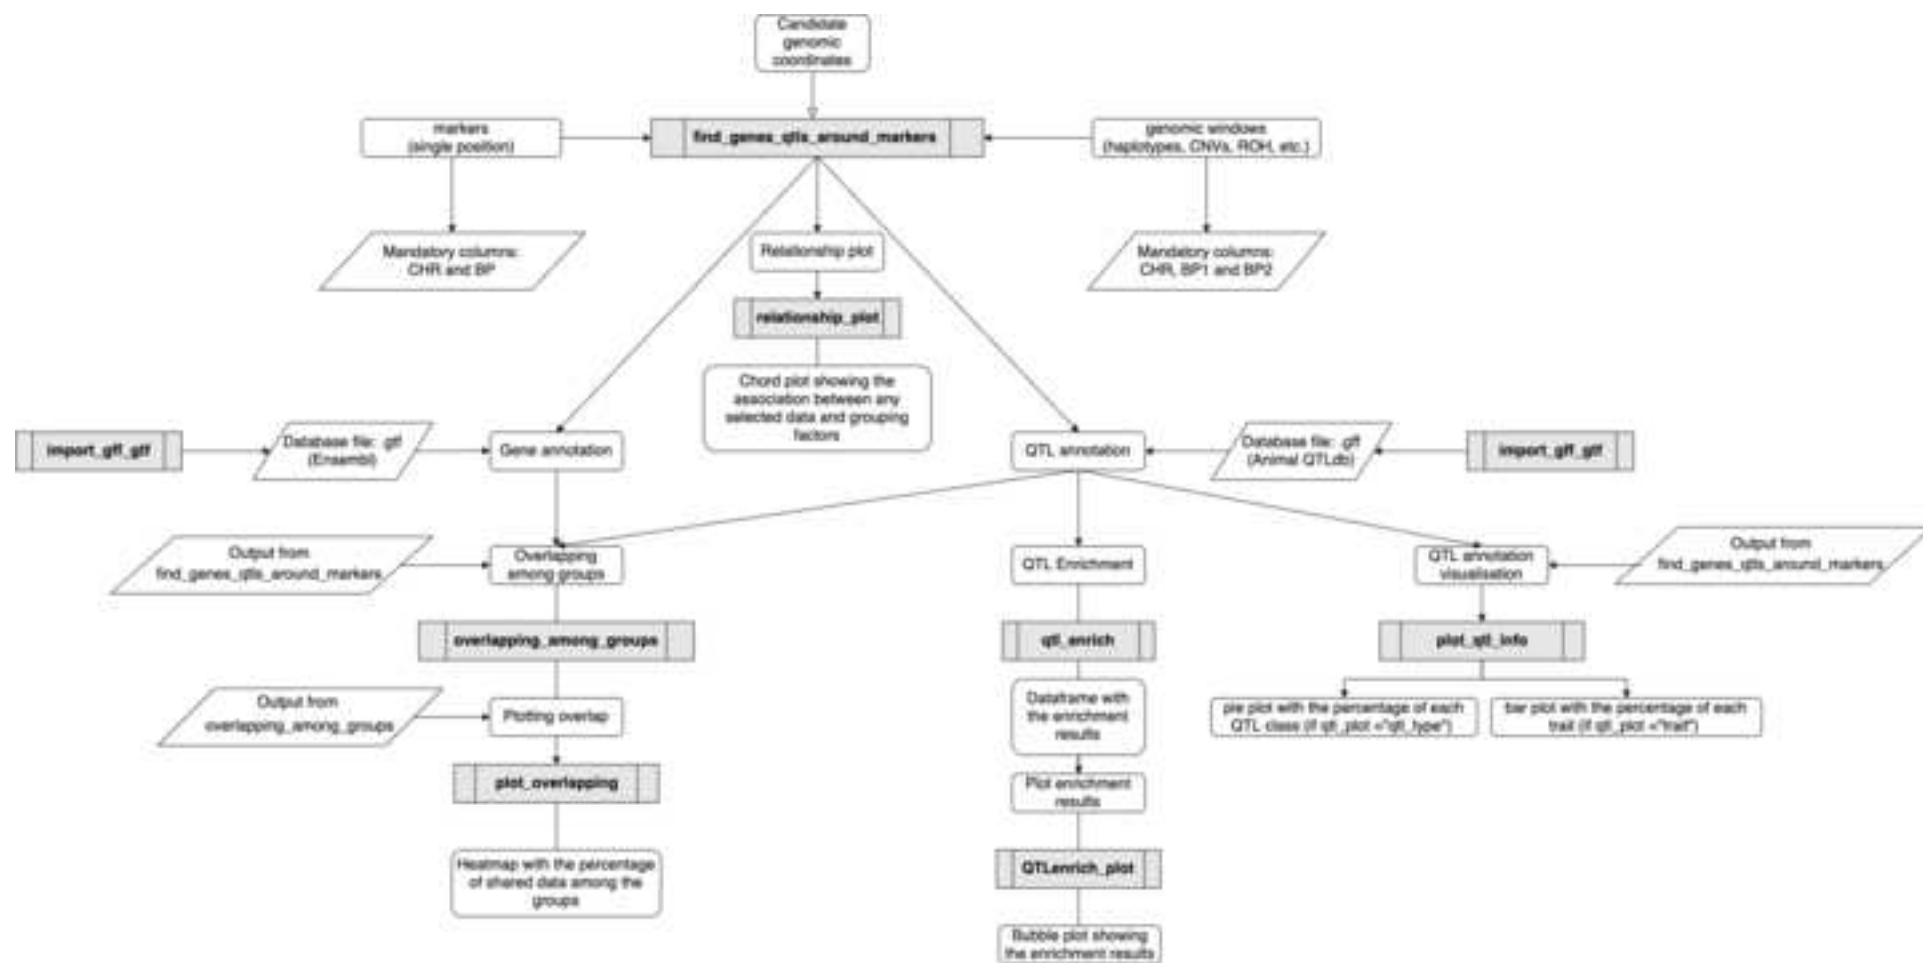 Candidate
genomic
coordinates
markers
(single position)
find_genes_qtls_around_markers
genomic windows
(haplotypes, CNVs, ROH, etc.)
Mandatory columns:
CHR and BP
Relationship plot
Mandatory columns:
CHR, BP1 and BP2
relationship_plot
Chord plot showing the
association between any
selected data and grouping
factors
import_gff_gtf
Database file: .gtf
(Ensembl)
Gene annotation
QTL annotation
Database file: .gff
(Animal QTLdb)
import_gff_gtf
Output from
find_genes_qtls_around_markers
Overlapping
among groups
QTL Enrichment
QTL annotation
visualisation
Output from
find_genes_qtls_around_markers
overlapping_among_groups
qtl_enrich
plot_qtl_info
Output from
overlapping_among_groups
Plotting overlap
Dataframe with
the enrichment
results
pie plot with the percentage of each
QTL class (if qtl_plot ="qtl_type")
bar plot with the percentage of each
trait (if qtl_plot ="trait")
plot_overlapping
Plot enrichment
results
Heatmap with the percentage
of shared data among the
groups
QTLenrich_plot
Bubble plot showing
the enrichment results